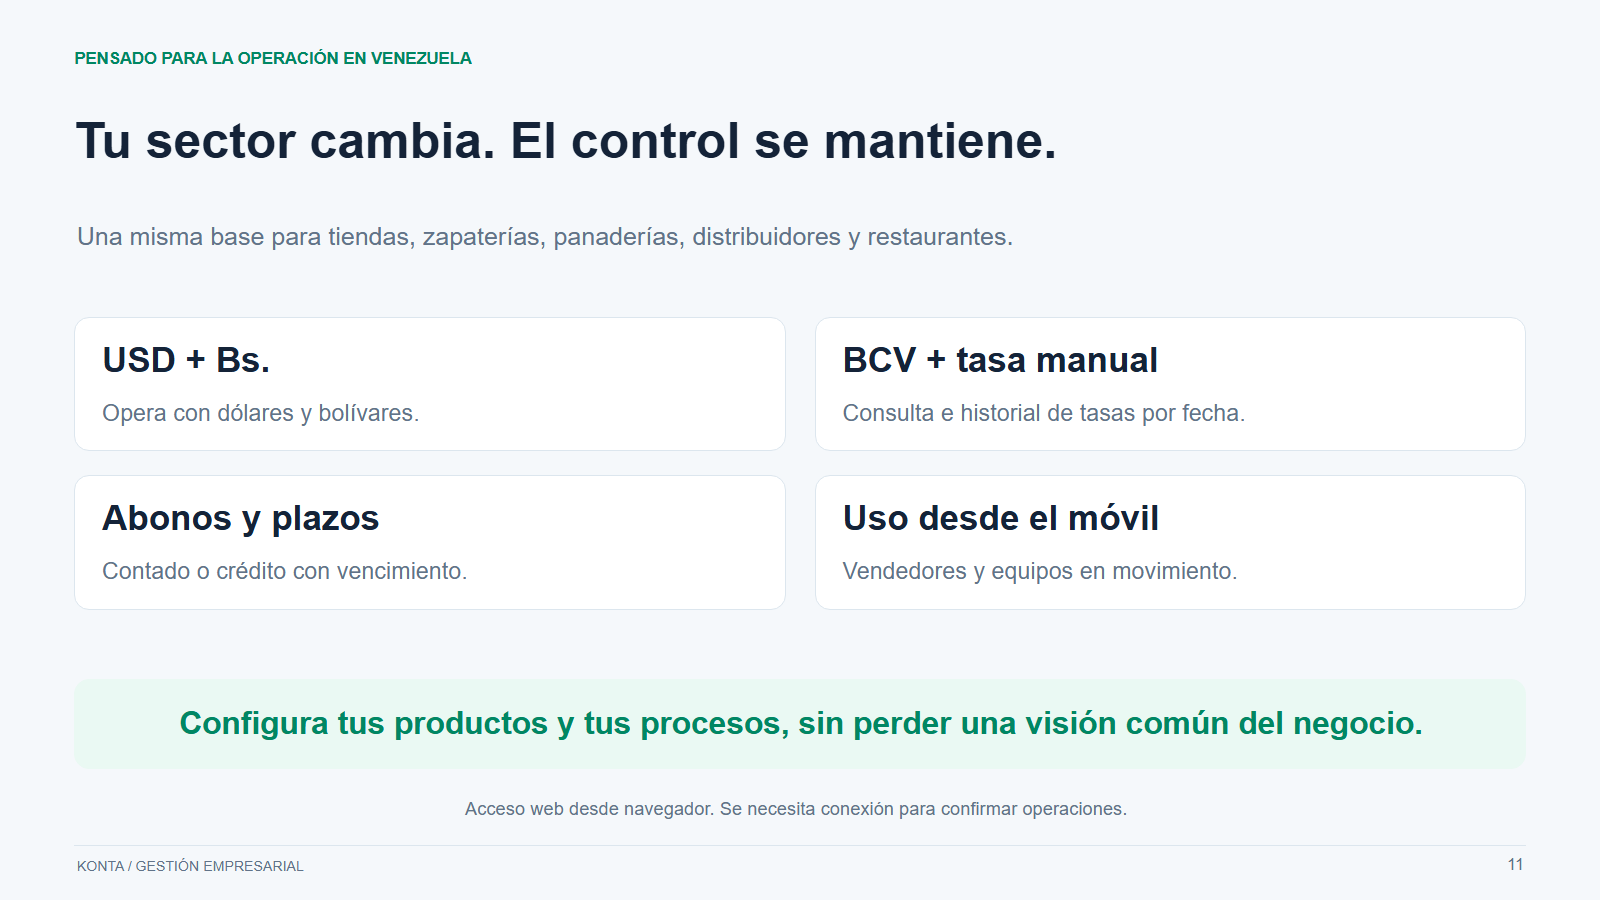 PENSADO PARA LA OPERACIÓN EN VENEZUELA
Tu sector cambia. El control se mantiene.
Una misma base para tiendas, zapaterías, panaderías, distribuidores y restaurantes.
USD + Bs.
Opera con dólares y bolívares.
BCV + tasa manual
Consulta e historial de tasas por fecha.
Abonos y plazos
Contado o crédito con vencimiento.
Uso desde el móvil
Vendedores y equipos en movimiento.
Configura tus productos y tus procesos, sin perder una visión común del negocio.
Acceso web desde navegador. Se necesita conexión para confirmar operaciones.
KONTA / GESTIÓN EMPRESARIAL
11